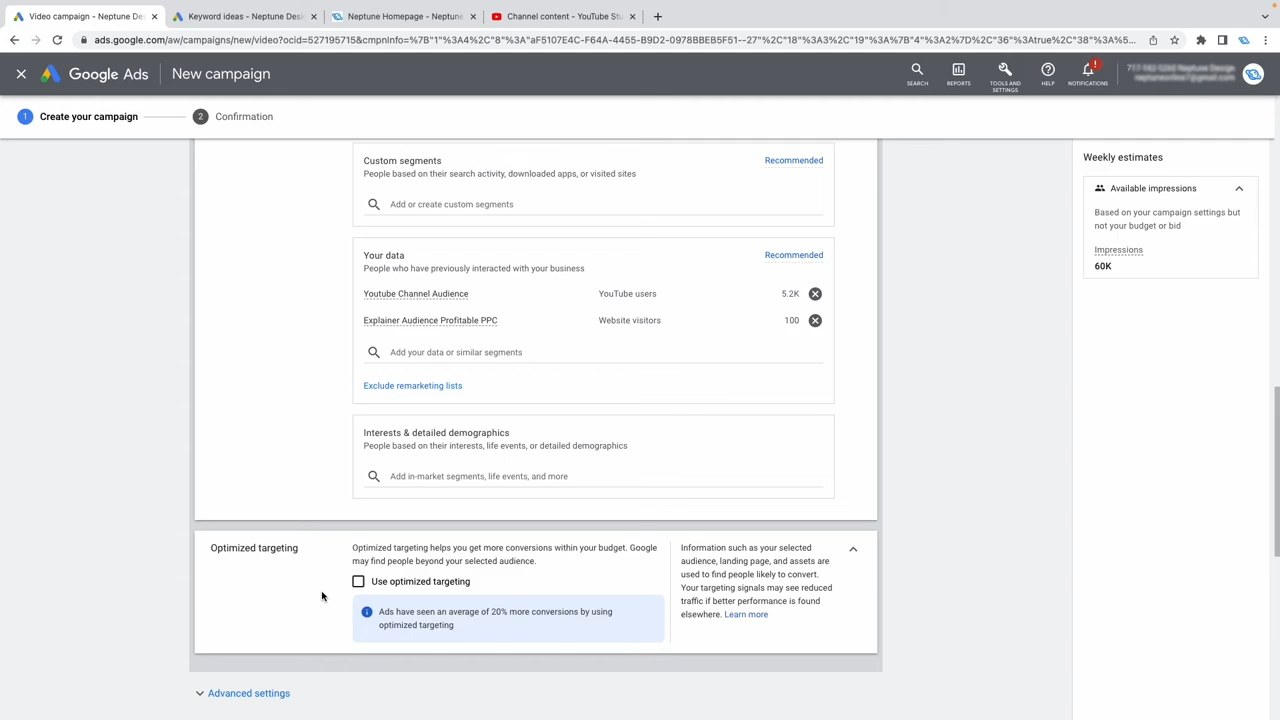 Video campaign - Neptune De
Keyword ideas - Neptune Desi
Neptune Homepage - Neptune
Channel content - YouTube Stu
ads.google.com/aw/campaigns/new/video?ocid=527195715&cmpnInfo=%7B"1"%3A4%2C"8"%3A"aF5107E4C-F64A-4455-B9D2-0978BBEB5F51--27"%2C"18"%3A3%2C"19"%3A%7B"4"%3A2%7D%2C"36"%3Atrue%2C"38"%3A%5...
Google Ads
New campaign
SEARCH
REPORTS
TOOLS AND
SETTINGS
HELP
!
NOTIFICATIONS
1 Create your campaign
2 Confirmation
Custom segments
Recommended
People based on their search activity, downloaded apps, or visited sites
Add or create custom segments
Your data
Recommended
People who have previously interacted with your business
Youtube Channel Audience YouTube users 5.2K
Explainer Audience Profitable PPC Website visitors 100
Add your data or similar segments
Exclude remarketing lists
Interests & detailed demographics
People based on their interests, life events, or detailed demographics
Add in-market segments, life events, and more
Optimized targeting
Optimized targeting helps you get more conversions within your budget. Google
may find people beyond your selected audience.
Use optimized targeting
Ads have seen an average of 20% more conversions by using
optimized targeting
Information such as your selected
audience, landing page, and assets are
used to find people likely to convert.
Your targeting signals may see reduced
traffic if better performance is found
elsewhere. Learn more
Advanced settings
Weekly estimates
Available impressions
Based on your campaign settings but
not your budget or bid
Impressions
60K